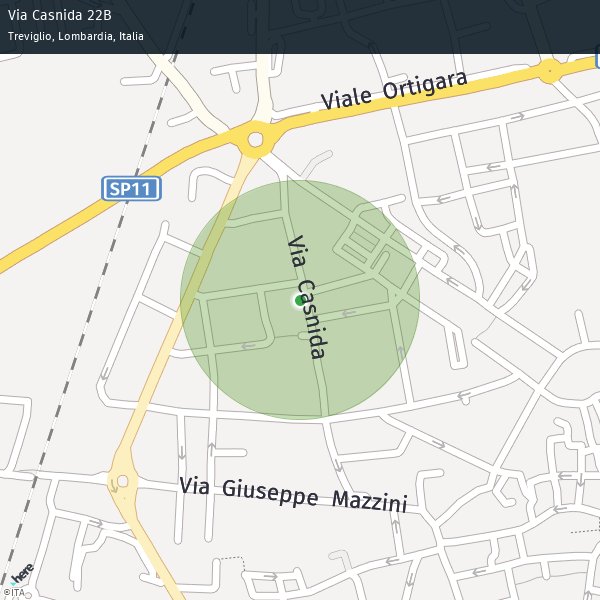 Via Casnida 22B
Treviglio, Lombardia, Italia
Viale Ortigara
SP11
Via Casnida
Via Giuseppe Mazzini
here
©ITA